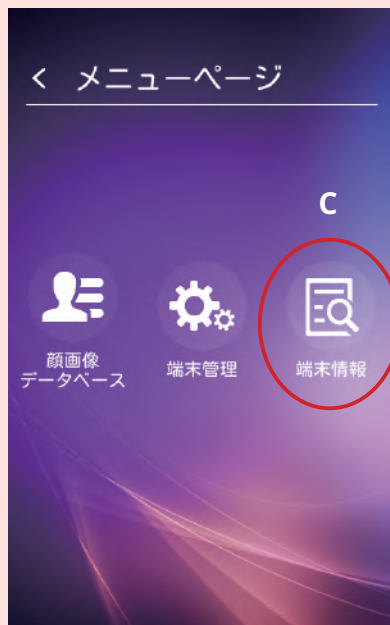 < メニューページ
C
顔画像
データベース
端末管理
端末情報